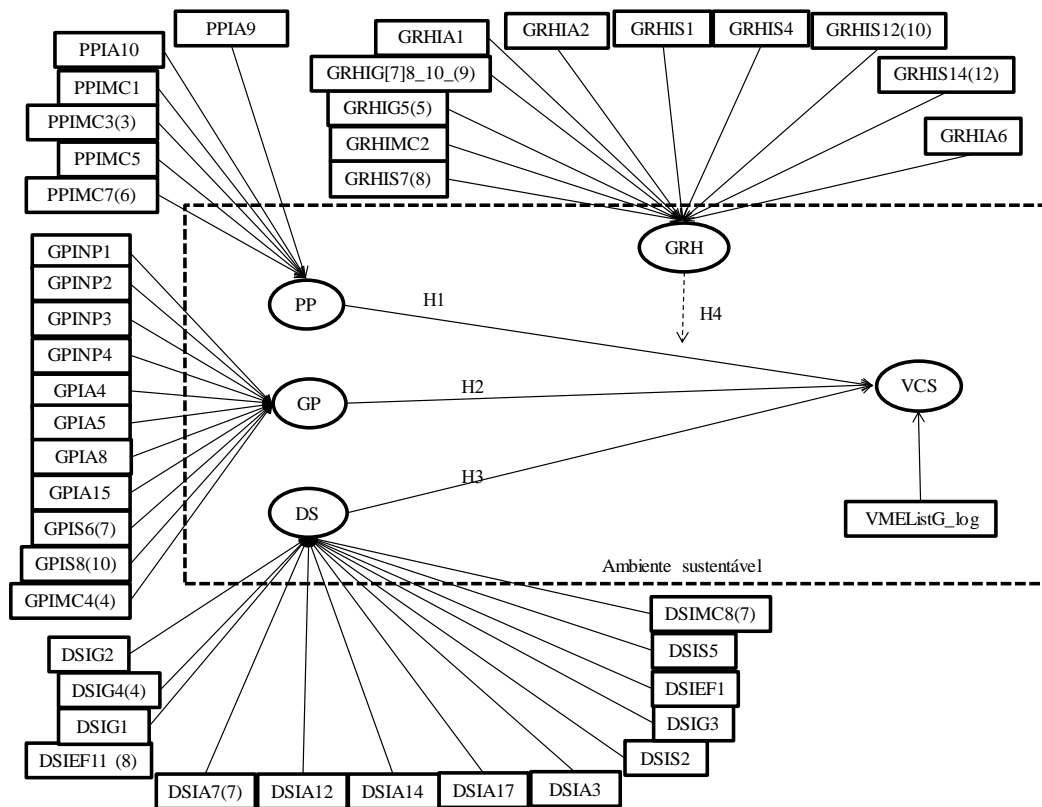 PPIA9
PPIA10
PPIMC1
PPIMC3(3)
PPIMC5
PPIMC7(6)
GRHIA1
GRHIA2
GRHIS1
GRHIS4
GRHIS12(10)
GRHIG[7]8_10_(9)
GRHIS14(12)
GRHIG5(5)
GRHIMC2
GRHIA6
GRHIS7(8)
GRH
GPINP1
GPINP2
GPINP3
GPINP4
GPIA4
GPIA5
GPIA8
GPIA15
GPIS6(7)
GPIS8(10)
GPIMC4(4)
PP
H1
H4
GP
H2
VCS
DS
H3
VMEListG_log
Ambiente sustentável
DSIG2
DSIG4(4)
DSIG1
DSIEF11 (8)
DSIA7(7)
DSIA12
DSIA14
DSIA17
DSIA3
DSIMC8(7)
DSIS5
DSIEF1
DSIG3
DSIS2